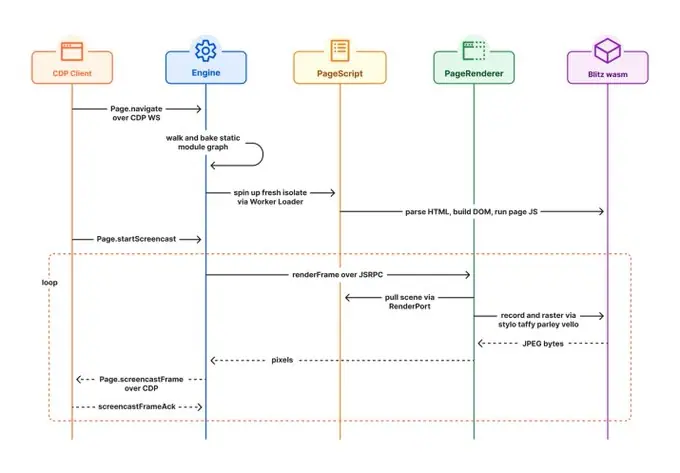 CDP Client
Engine
PageScript
PageRenderer
Blitz wasm
Page.navigate
over CDP WS
walk and bake static
module graph
spin up fresh isolate
via Worker Loader
parse HTML, build DOM, run page JS
Page.startScreencast
loop
renderFrame over JSRPC
pull scene via
RenderPort
record and raster via
stylo taffy parley vello
JPEG bytes
pixels
Page.screencastFrame
over CDP
screencastFrameAck